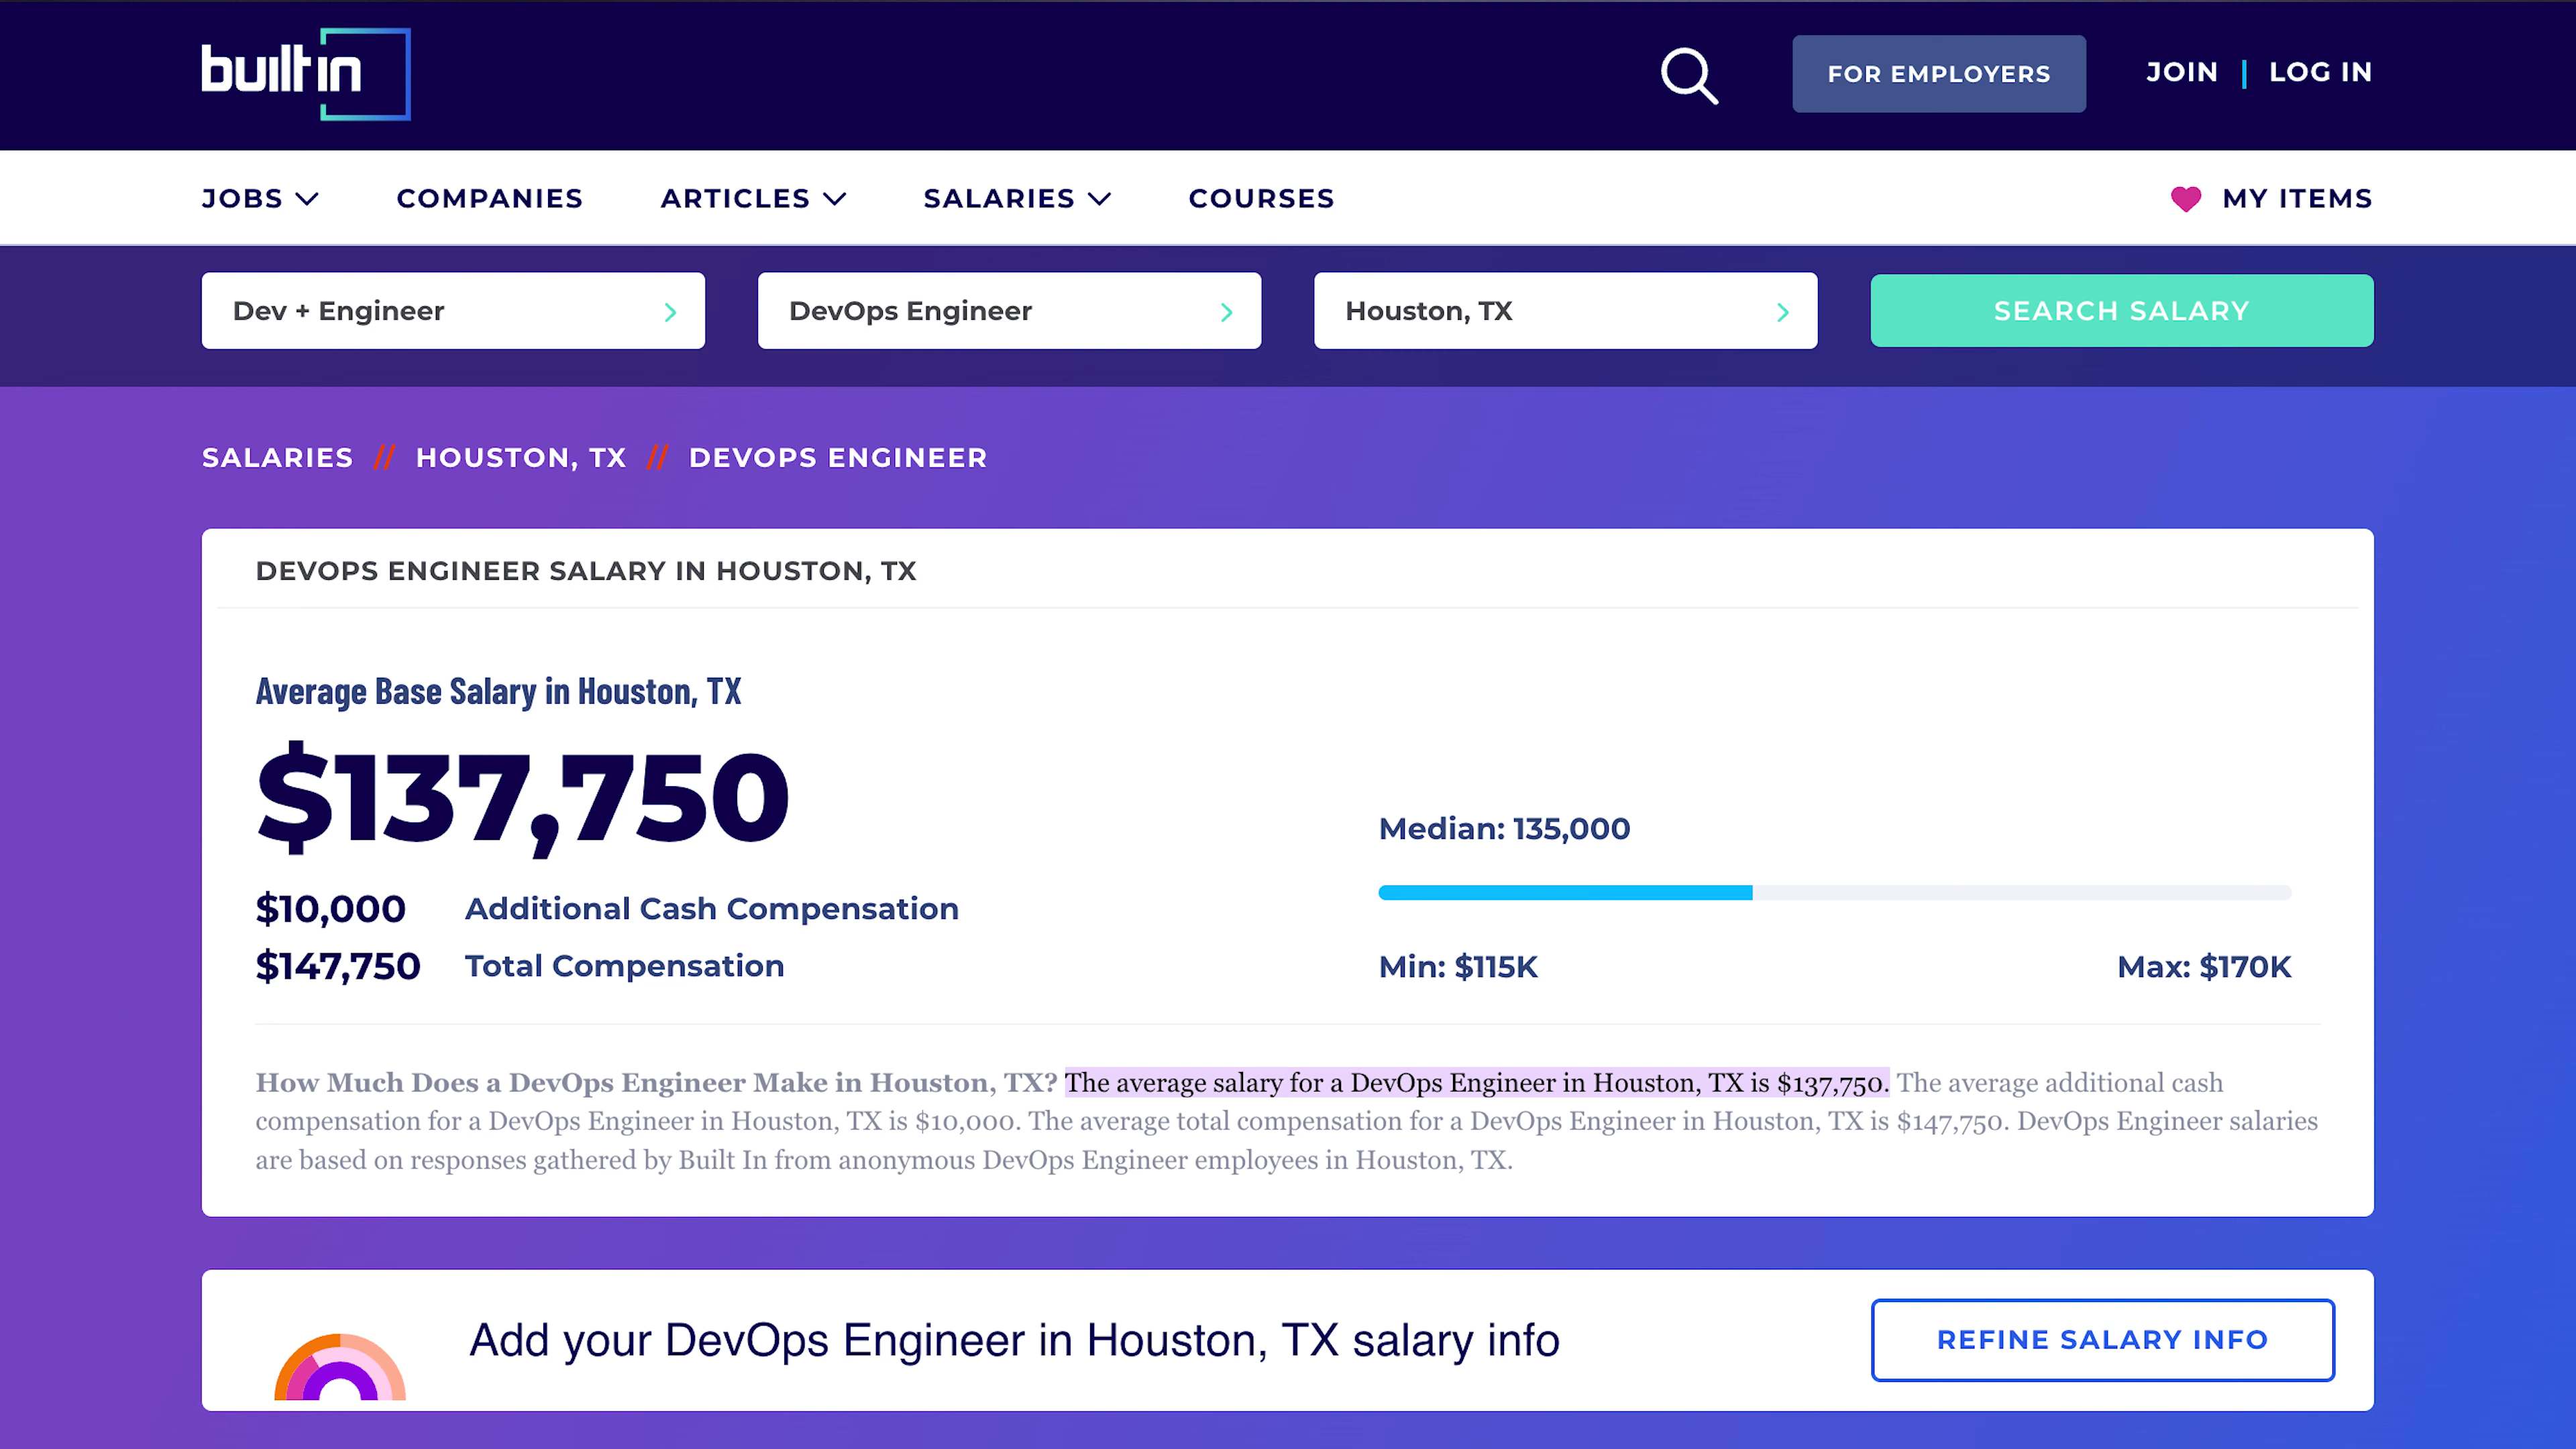 builtin
FOR EMPLOYERS
JOIN | LOG IN
JOBS
COMPANIES
ARTICLES
SALARIES
COURSES
MY ITEMS
Dev + Engineer
DevOps Engineer
Houston, TX
SEARCH SALARY
SALARIES // HOUSTON, TX // DEVOPS ENGINEER
DEVOPS ENGINEER SALARY IN HOUSTON, TX
Average Base Salary in Houston, TX
$137,750
$10,000 Additional Cash Compensation
$147,750 Total Compensation
Median: 135,000
Min: $115K
Max: $170K
How Much Does a DevOps Engineer Make in Houston, TX? The average salary for a DevOps Engineer in Houston, TX is $137,750. The average additional cash
compensation for a DevOps Engineer in Houston, TX is $10,000. The average total compensation for a DevOps Engineer in Houston, TX is $147,750. DevOps Engineer salaries
are based on responses gathered by Built In from anonymous DevOps Engineer employees in Houston, TX.
Add your DevOps Engineer in Houston, TX salary info
REFINE SALARY INFO